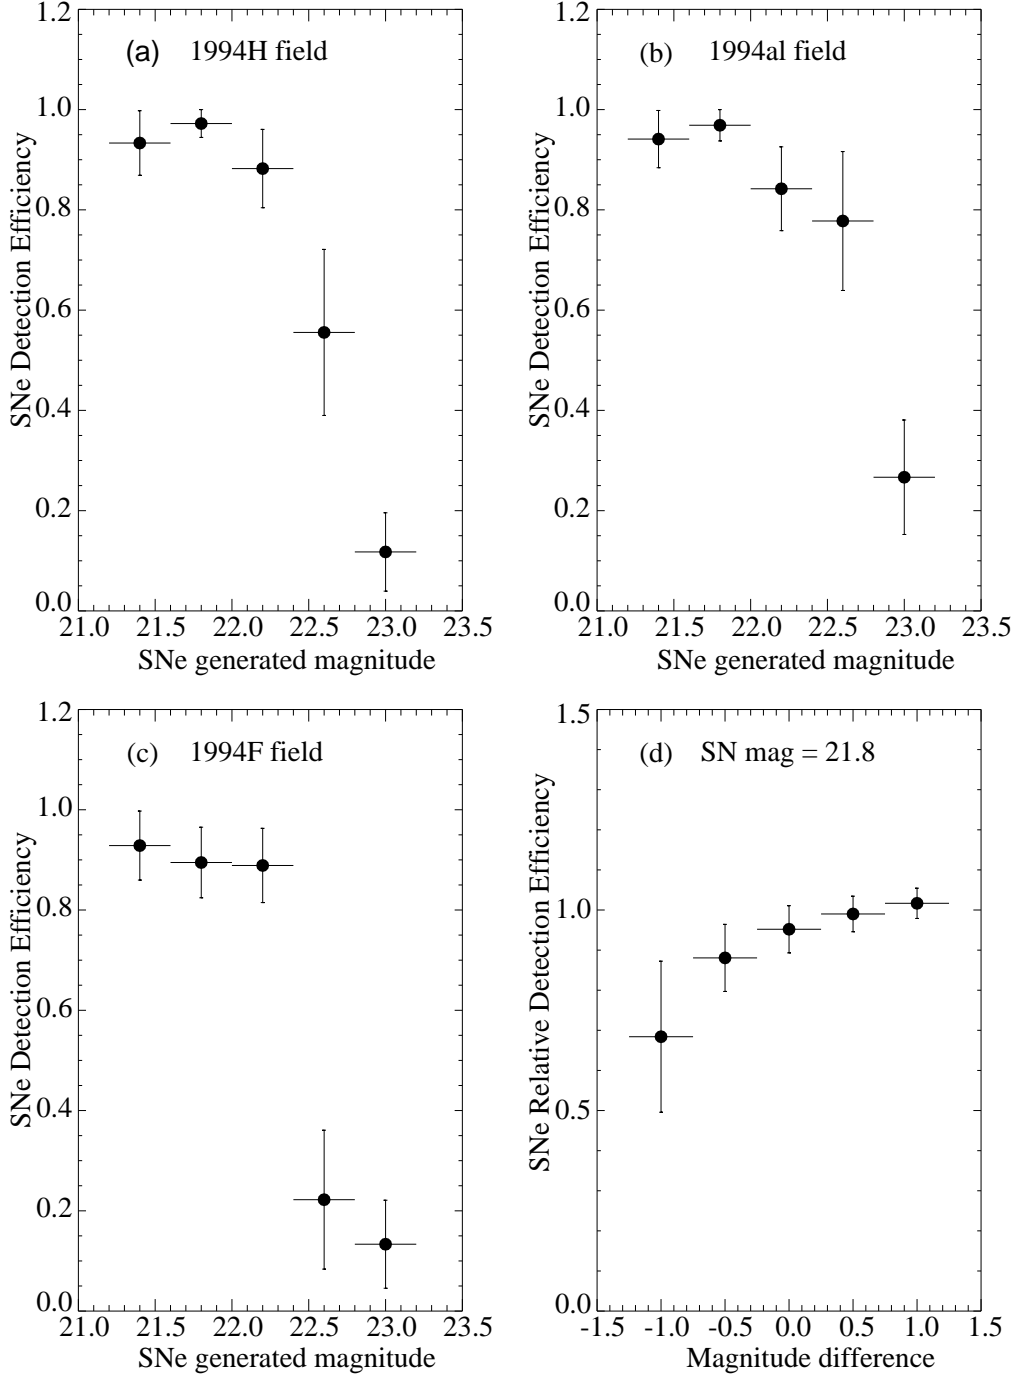 (a) 1994H field
SNe Detection Efficiency
1.2
1.0
0.8
0.6
0.4
0.2
0.0
21.0 21.5 22.0 22.5 23.0 23.5
SNe generated magnitude
(b) 1994al field
SNe Detection Efficiency
1.2
1.0
0.8
0.6
0.4
0.2
0.0
21.0 21.5 22.0 22.5 23.0 23.5
SNe generated magnitude
(c) 1994F field
SNe Detection Efficiency
1.2
1.0
0.8
0.6
0.4
0.2
0.0
21.0 21.5 22.0 22.5 23.0 23.5
SNe generated magnitude
(d) SN mag = 21.8
SNe Relative Detection Efficiency
1.5
1.0
0.5
0.0
-1.5 -1.0 -0.5 0.0 0.5 1.0 1.5
Magnitude difference